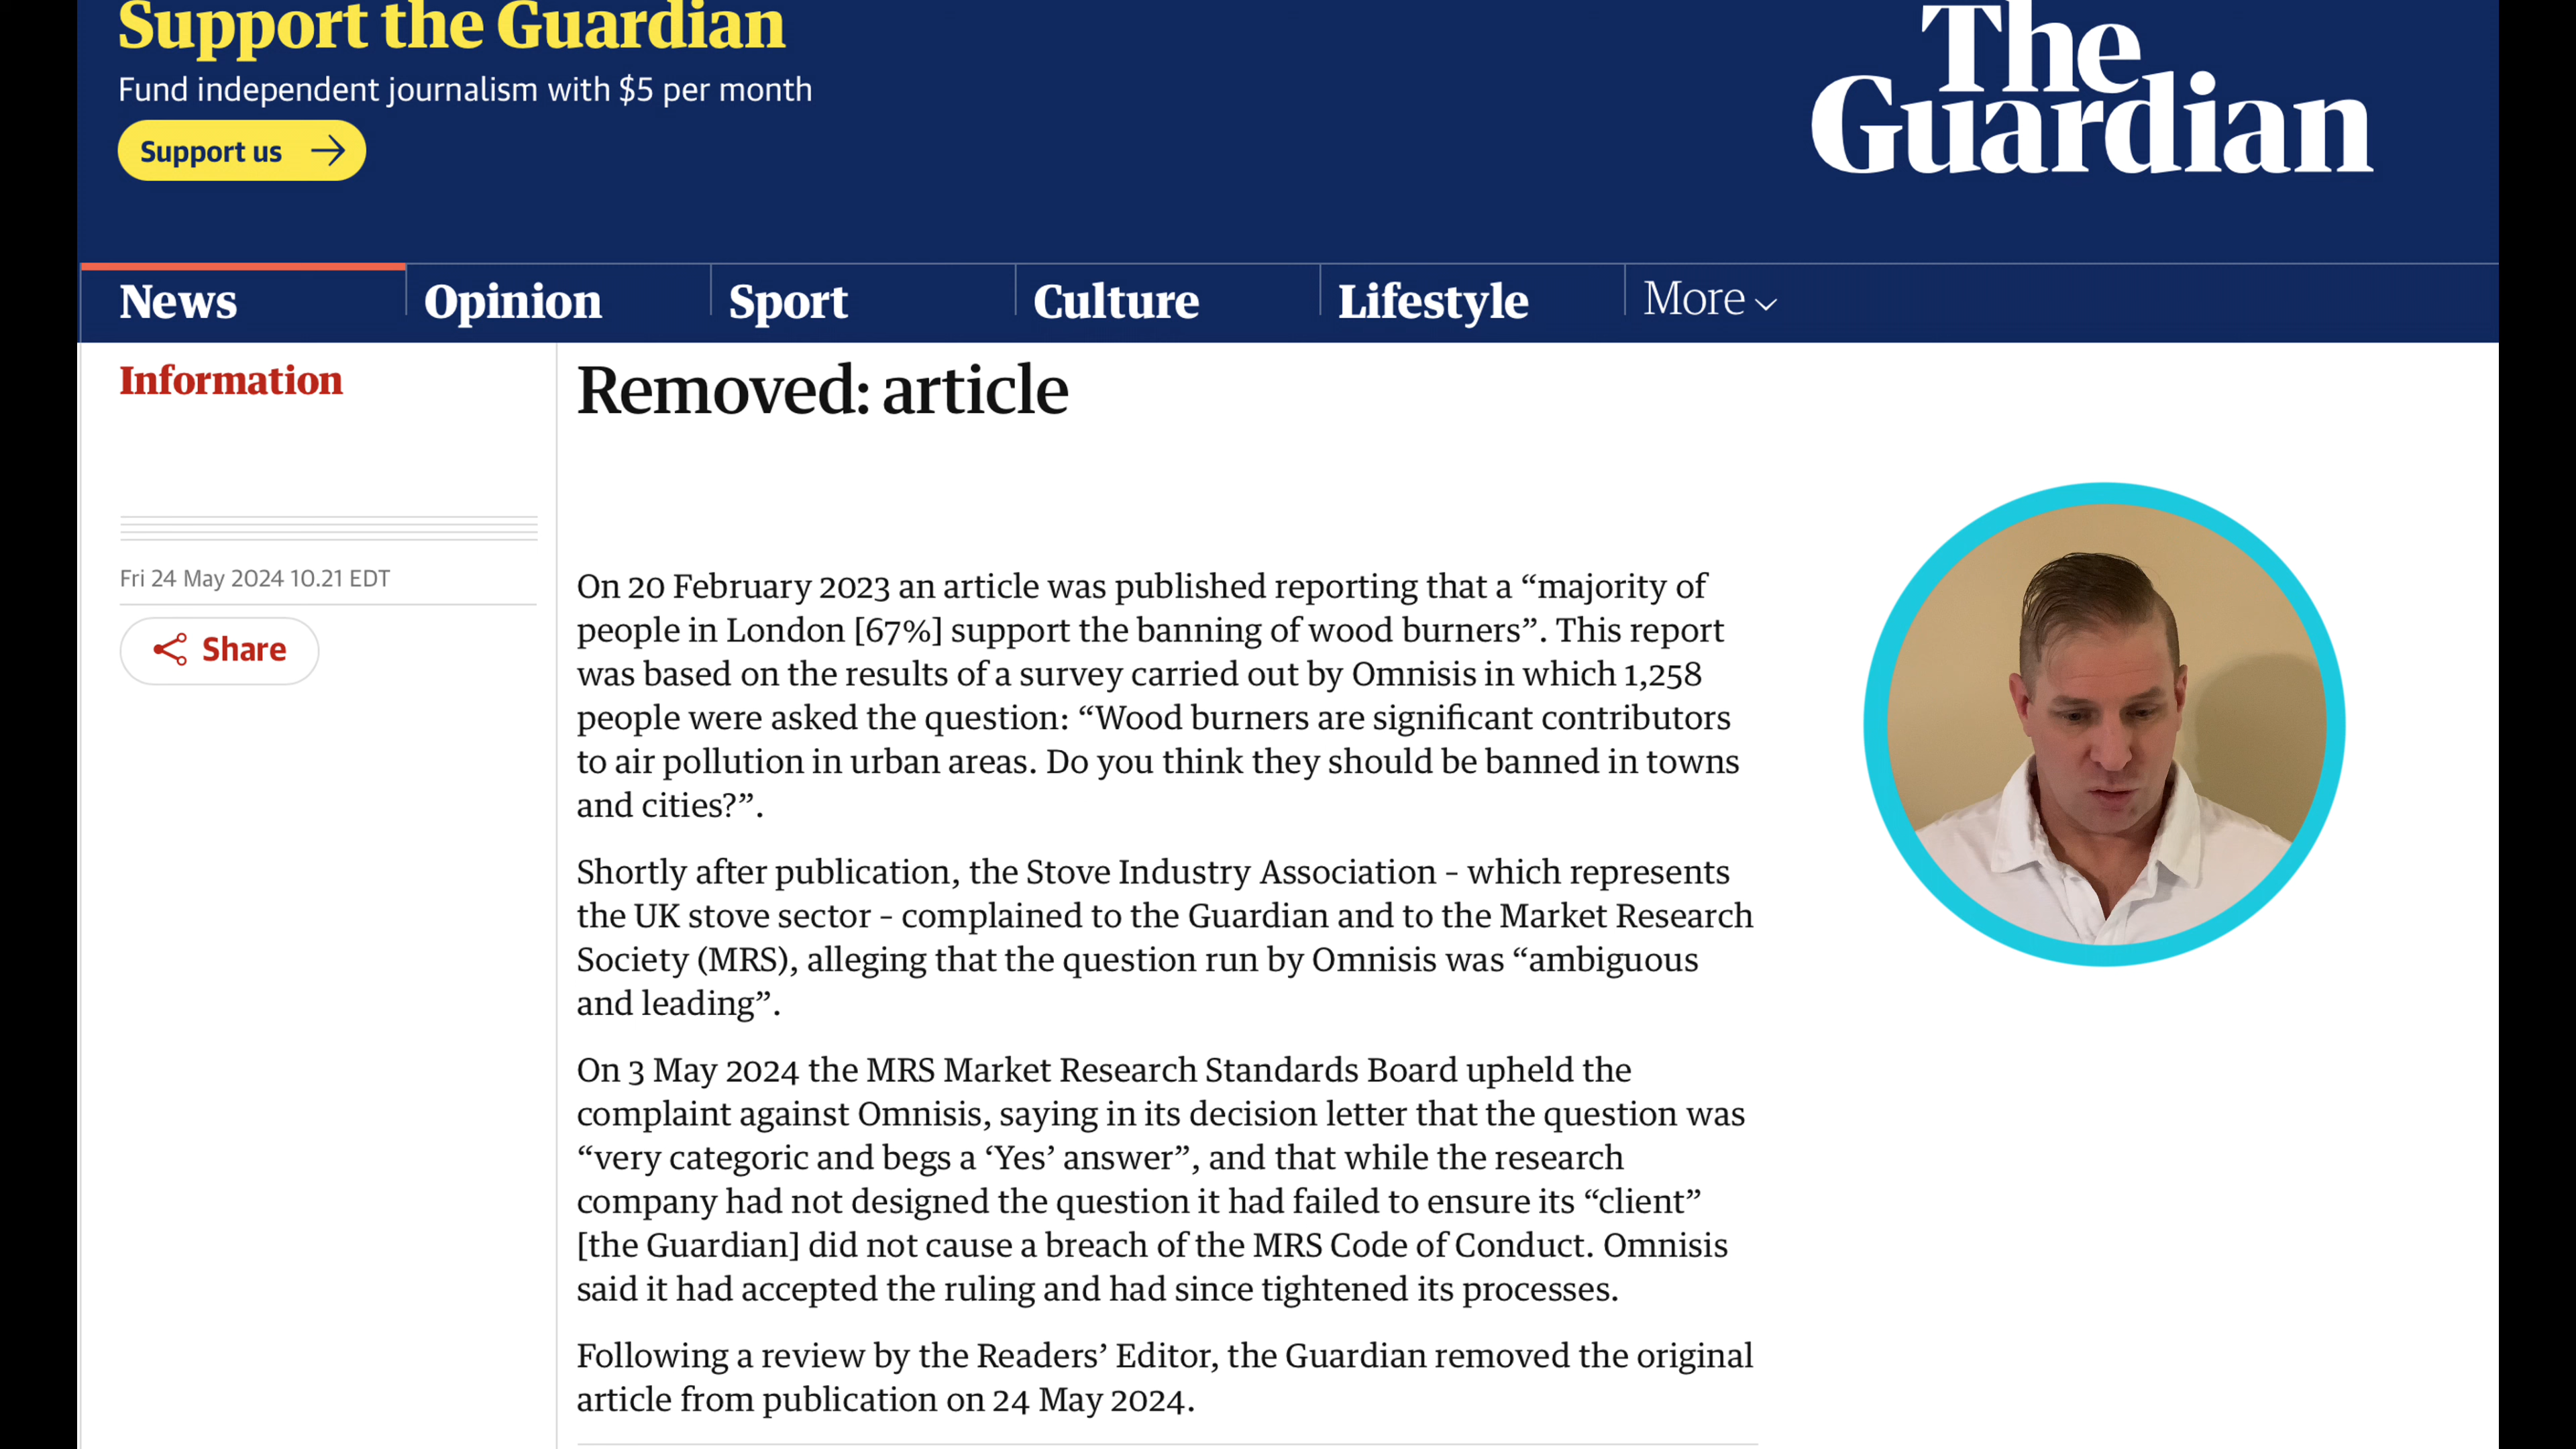 Support the Guardian
Fund independent journalism with $5 per month
Support us
The
Guardian
News
Opinion
Sport
Culture
Lifestyle
More
Information
Removed: article
Fri 24 May 2024 10.21 EDT
Share
On 20 February 2023 an article was published reporting that a “majority of
people in London [67%] support the banning of wood burners”. This report
was based on the results of a survey carried out by Omnisis in which 1,258
people were asked the question: “Wood burners are significant contributors
to air pollution in urban areas. Do you think they should be banned in towns
and cities?”.
Shortly after publication, the Stove Industry Association – which represents
the UK stove sector – complained to the Guardian and to the Market Research
Society (MRS), alleging that the question run by Omnisis was “ambiguous
and leading”.
On 3 May 2024 the MRS Market Research Standards Board upheld the
complaint against Omnisis, saying in its decision letter that the question was
“very categoric and begs a ‘Yes’ answer”, and that while the research
company had not designed the question it had failed to ensure its “client”
[the Guardian] did not cause a breach of the MRS Code of Conduct. Omnisis
said it had accepted the ruling and had since tightened its processes.
Following a review by the Readers’ Editor, the Guardian removed the original
article from publication on 24 May 2024.